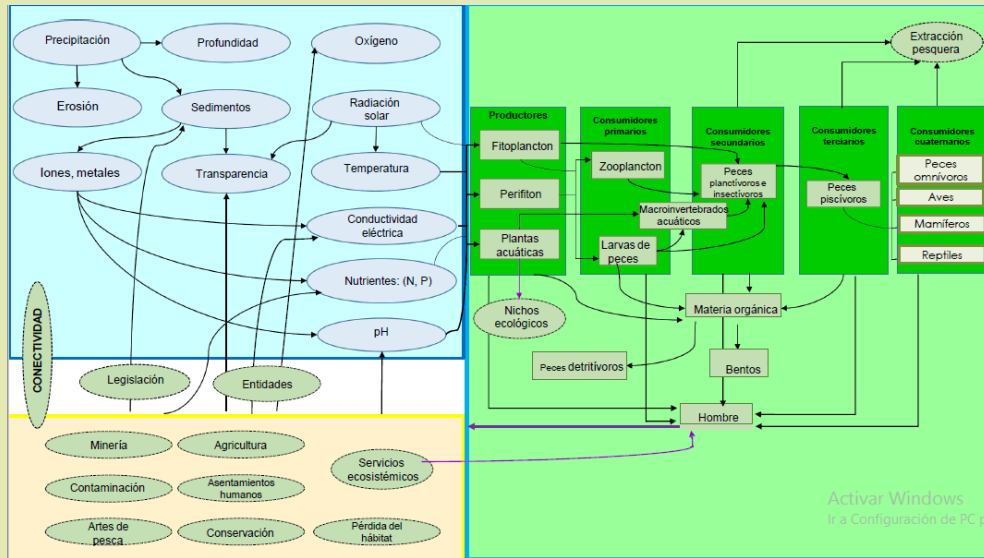 Precipitación
Profundidad
Oxígeno
Erosión
Sedimentos
Radiación
solar
Iones, metales
Transparencia
Temperatura
Conductividad
eléctrica
Nutrientes: (N, P)
pH
CONECTIVIDAD
Legislación
Entidades
Minería
Agricultura
Servicios
ecosistémicos
Contaminación
Asentamientos
humanos
Artes de
pesca
Conservación
Pérdida del
hábitat
Extracción
pesquera
Productores
Fitoplancton
Perifiton
Plantas
acuáticas
Consumidores
primarios
Zooplancton
Macroinvertebrados
acuáticos
Larvas de
peces
Consumidores
secundarios
Peces
planctívoros e
insectívoros
Consumidores
terciarios
Peces
piscívoros
Consumidores
cuaternarios
Peces
omnívoros
Aves
Mamíferos
Reptiles
Nichos
ecológicos
Materia orgánica
Peces detritívoros
Bentos
Hombre
Activar Windows
Ir a Configuración de PC p